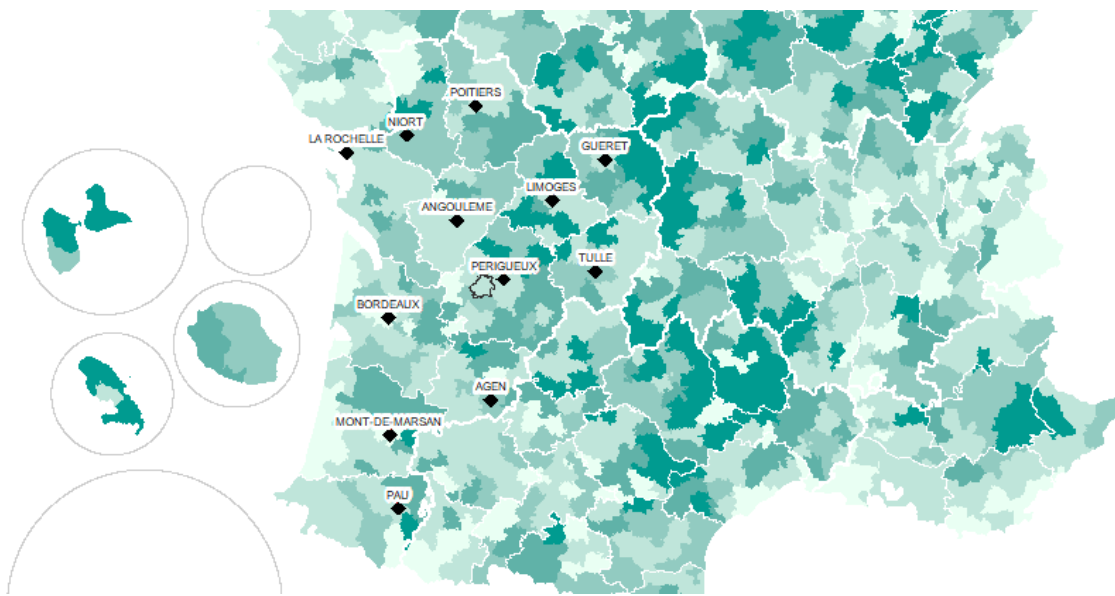 POITIERS
NIORT
LA ROCHELLE
GUERET
LIMOGES
ANGOULEME
TULLE
PERIGUEUX
BORDEAUX
AGEN
MONT-DE-MARSAN
PAU